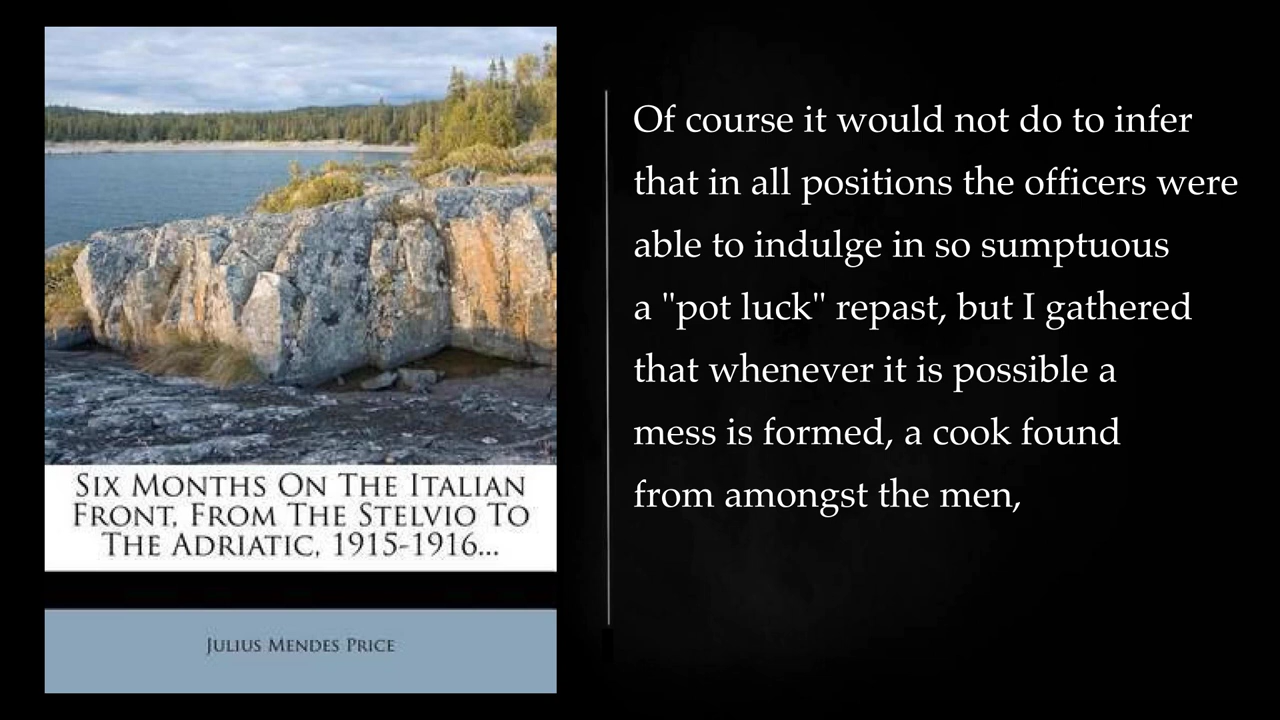 Six Months On The Italian
Front, From The Stelvio To
The Adriatic, 1915-1916...
Julius Mendes Price
Of course it would not do to infer
that in all positions the officers were
able to indulge in so sumptuous
a "pot luck" repast, but I gathered
that whenever it is possible a
mess is formed, a cook found
from amongst the men,